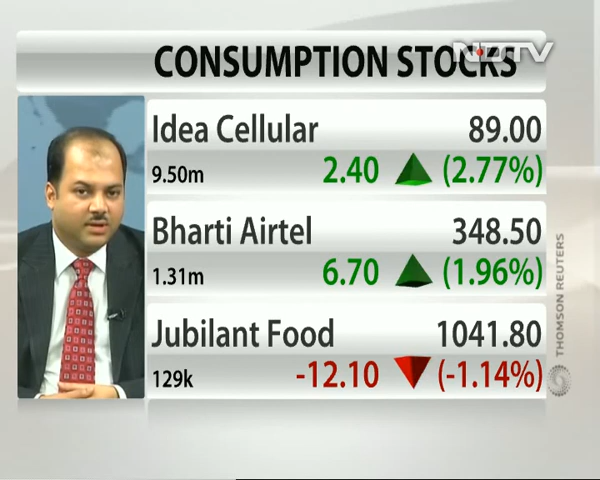 NDTV
CONSUMPTION STOCKS
Idea Cellular 89.00
9.50m 2.40 (2.77%)
Bharti Airtel 348.50
1.31m 6.70 (1.96%)
Jubilant Food 1041.80
129k -12.10 (-1.14%)
THOMSON REUTERS